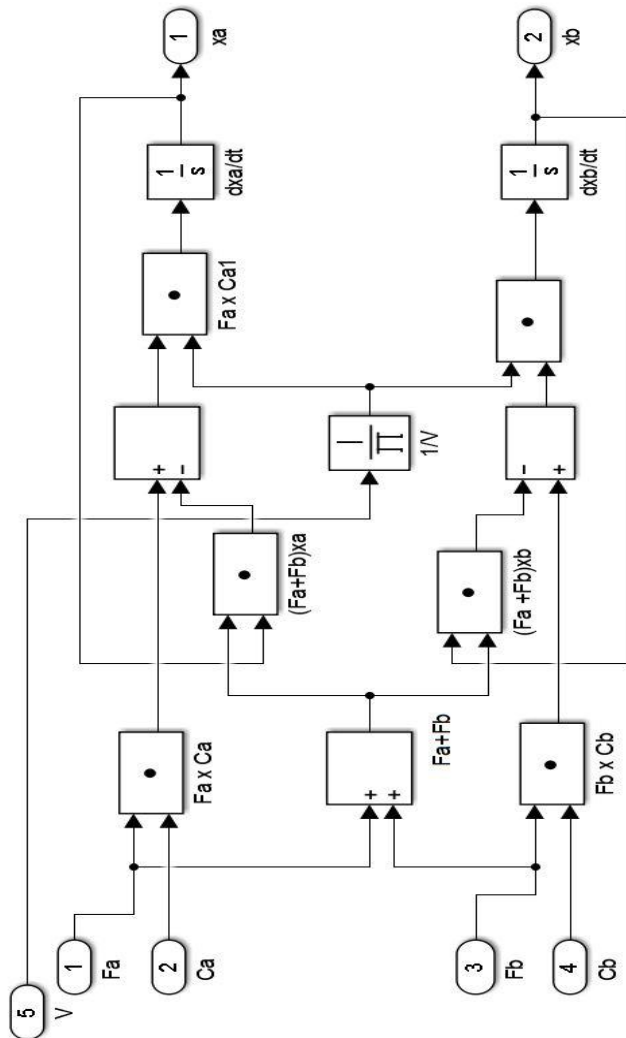 5
V
1
Fa
2
Ca
3
Fb
4
Cb
Fa x Ca
+
+
Fa+Fb
Fb x Cb
(Fa+Fb)xa
(Fa +Fb)xb
+
-
1
∏
1/V
-
+
Fa x Ca1
1
s
dxa/dt
1
s
dxb/dt
1
xa
2
xb